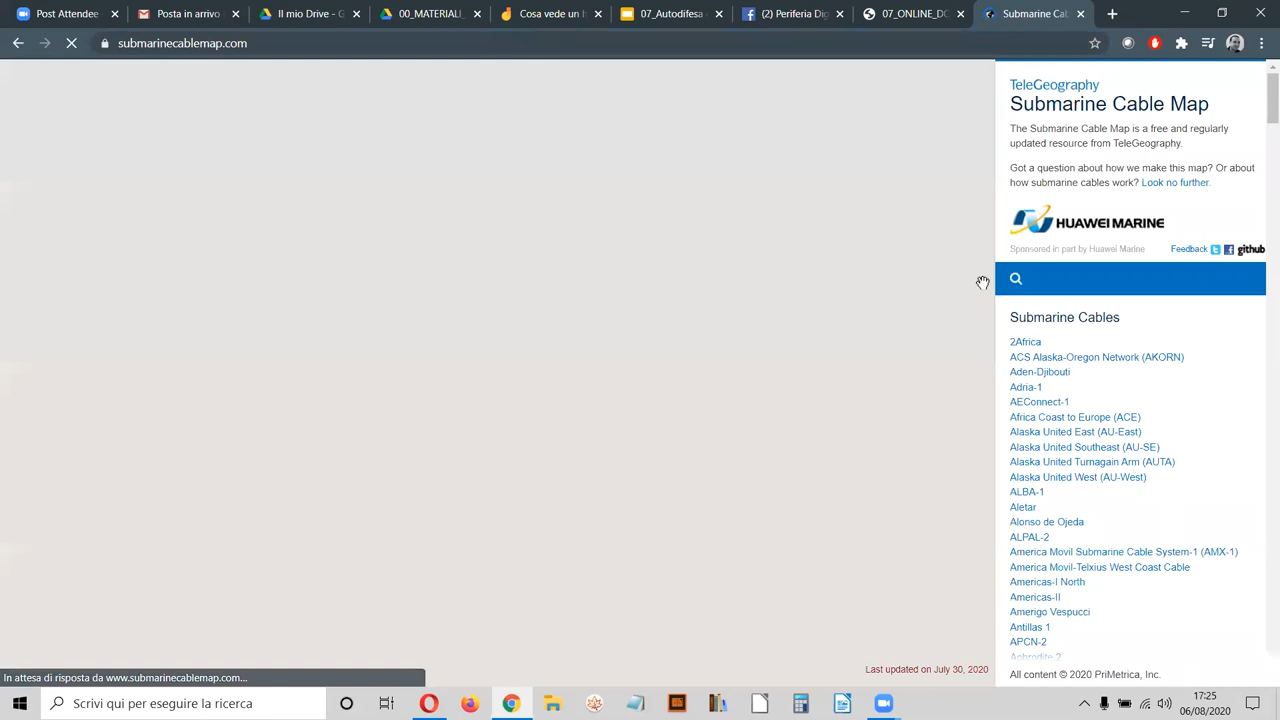 Post in arrivo
Il mio Drive - G
00_MATERIAL
Cosa vede un h
07_Autodifesa
(2) Periferia Dig
07_ONLINE_DC
Submarine Cab
submarinecablemap.com
TeleGeography
Submarine Cable Map
The Submarine Cable Map is a free and regularly
updated resource from TeleGeography.
Got a question about how we make this map? Or about
how submarine cables work? Look no further.
HUAWEI MARINE
Sponsored in part by Huawei Marine
Feedback
github
Submarine Cables
2Africa
ACS Alaska-Oregon Network (AKORN)
Aden-Djibouti
Adria-1
AEConnect-1
Africa Coast to Europe (ACE)
Alaska United East (AU-East)
Alaska United Southeast (AU-SE)
Alaska United Turnagain Arm (AUTA)
Alaska United West (AU-West)
ALBA-1
Aletar
Alonso de Ojeda
ALPAL-2
America Movil Submarine Cable System-1 (AMX-1)
America Movil-Telxius West Coast Cable
Americas-I North
Americas-II
Amerigo Vespucci
Antillas 1
APCN-2
Aphrodite 2
Last updated on July 30, 2020
All content © 2020 PriMetrica, Inc.
In attesa di risposta da www.submarinecablemap.com...
Scrivi qui per eseguire la ricerca
17:25
06/08/2020